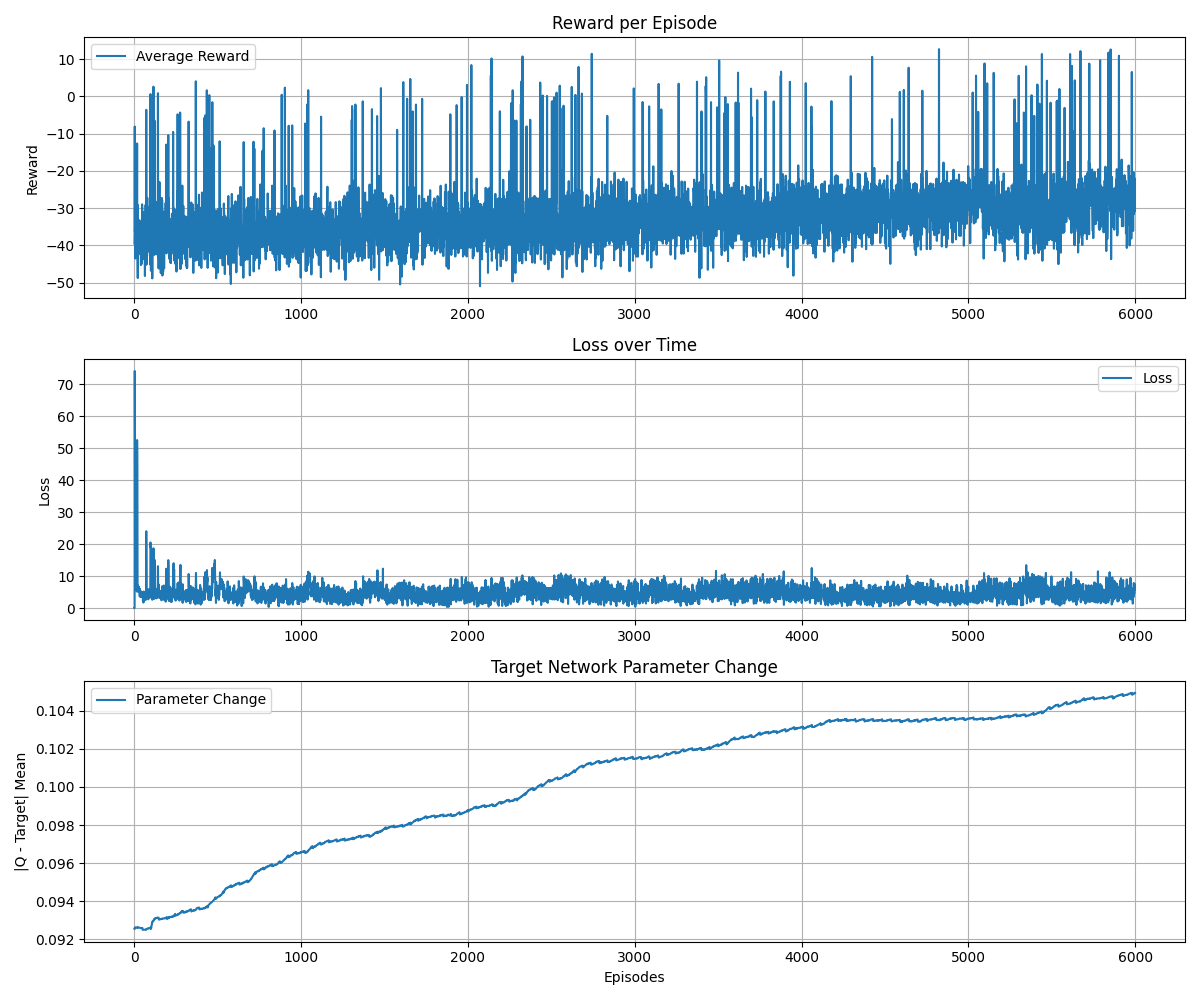 Reward per Episode
Average Reward
Reward
10
0
−10
−20
−30
−40
−50
0 1000 2000 3000 4000 5000 6000
Loss over Time
Loss
Loss
70
60
50
40
30
20
10
0
0 1000 2000 3000 4000 5000 6000
Target Network Parameter Change
Parameter Change
|Q - Target| Mean
0.104
0.102
0.100
0.098
0.096
0.094
0.092
0 1000 2000 3000 4000 5000 6000
Episodes